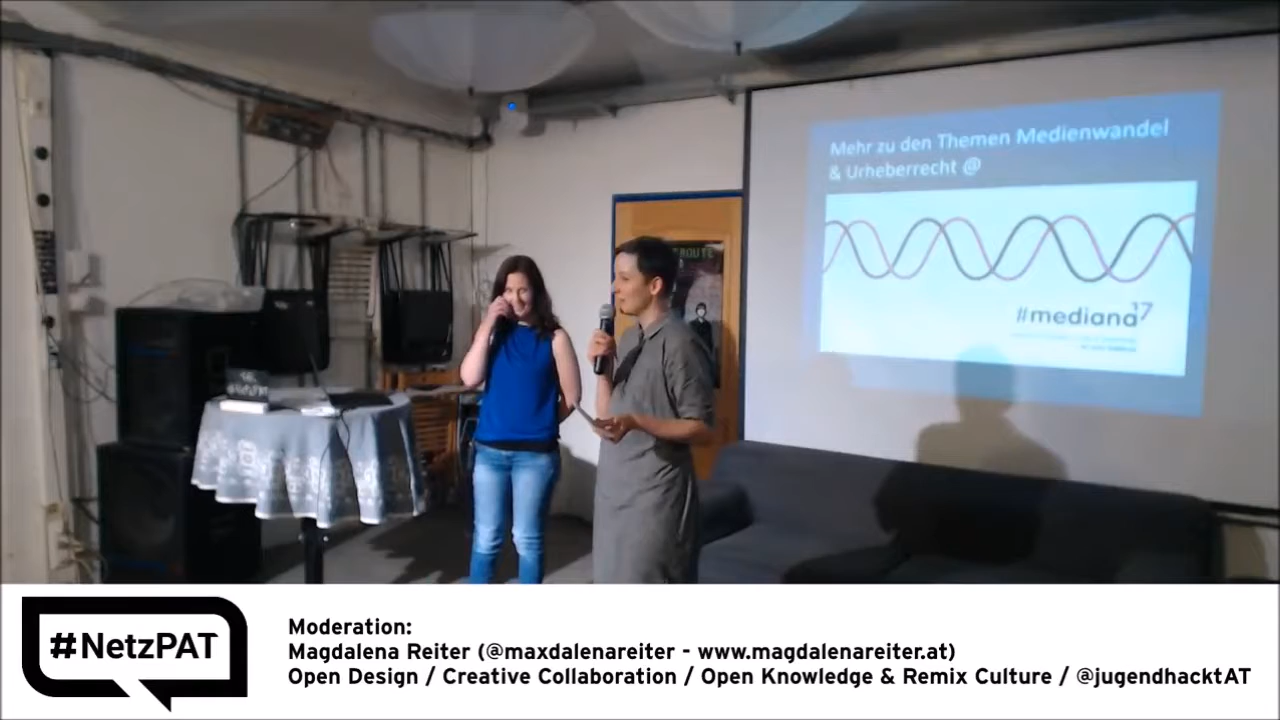 Mehr zu den Themen Medienwandel
& Urheberrecht @
#mediana17
#NetzPAT
Moderation:
Magdalena Reiter (@maxdalenareiter - www.magdalenareiter.at)
Open Design / Creative Collaboration / Open Knowledge & Remix Culture / @jugendhacktAT